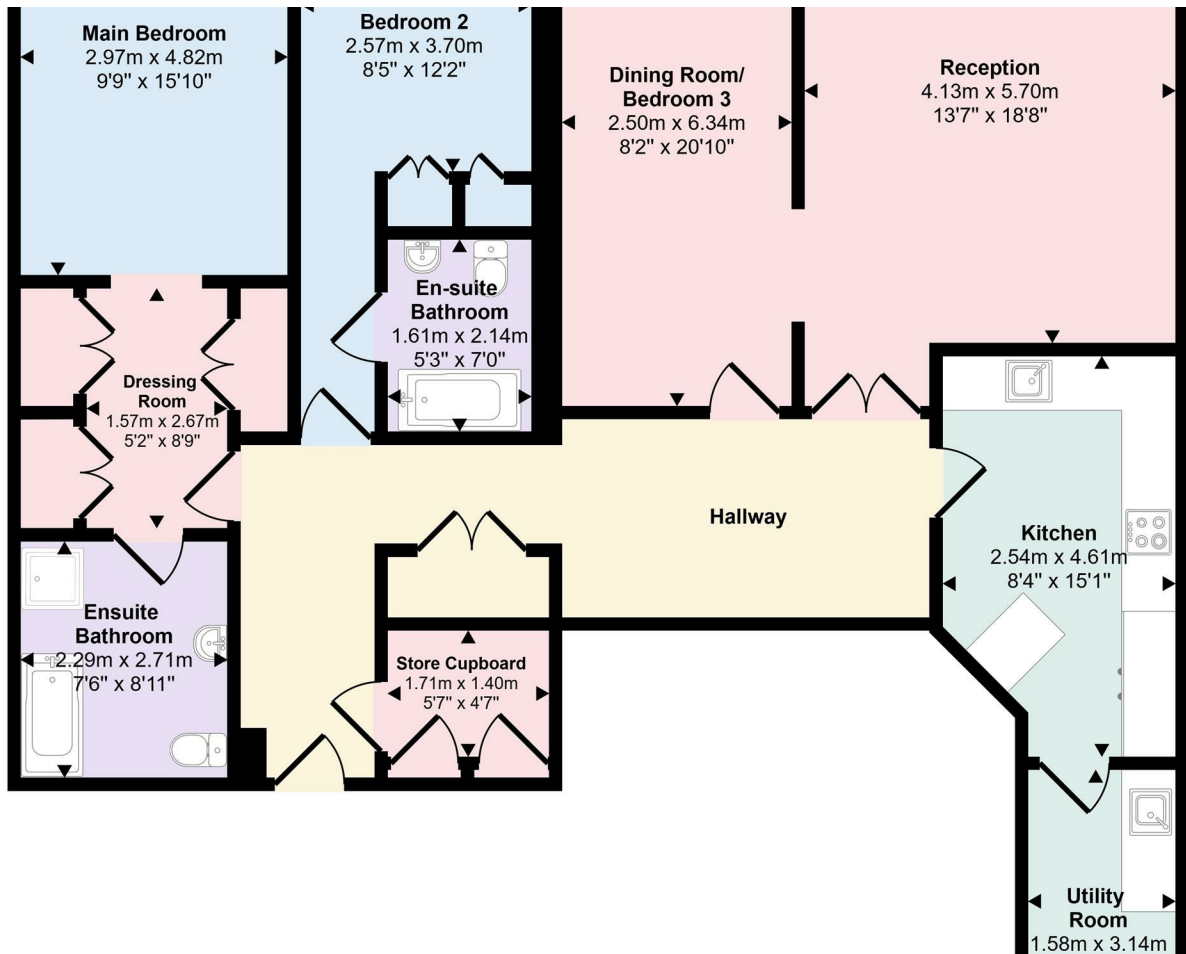 Main Bedroom
2.97m x 4.82m
9'9" x 15'10"
Bedroom 2
2.57m x 3.70m
8'5" x 12'2"
Dining Room/
Bedroom 3
2.50m x 6.34m
8'2" x 20'10"
Reception
4.13m x 5.70m
13'7" x 18'8"
En-suite
Bathroom
1.61m x 2.14m
5'3" x 7'0"
Dressing
Room
1.57m x 2.67m
5'2" x 8'9"
Hallway
Kitchen
2.54m x 4.61m
8'4" x 15'1"
Ensuite
Bathroom
2.29m x 2.71m
7'6" x 8'11"
Store Cupboard
1.71m x 1.40m
5'7" x 4'7"
Utility
Room
1.58m x 3.14m